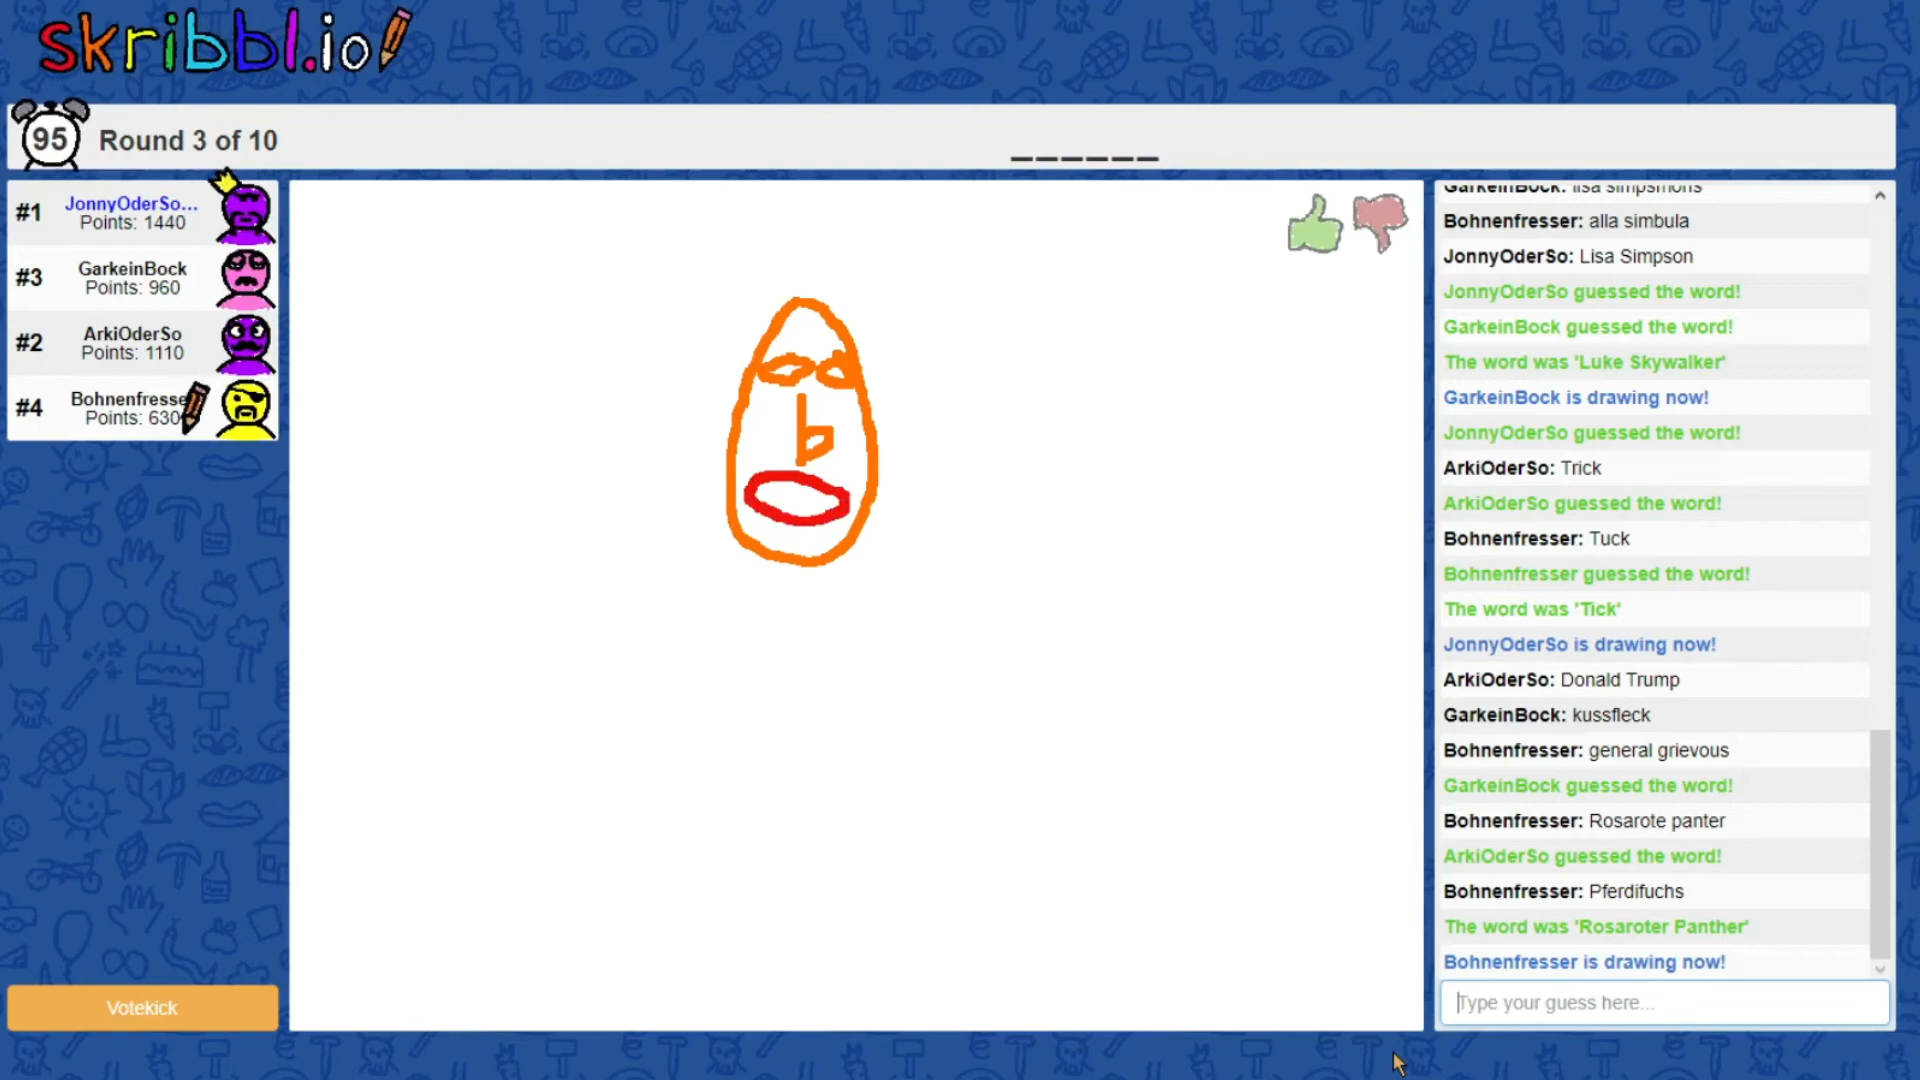 skribbl.io
95 Round 3 of 10
______
#1 JonnyOderSo...
Points: 1440
#3 GarkeinBock
Points: 960
#2 ArkiOderSo
Points: 1110
#4 Bohnenfresse
Points: 630
GarkeinBock: lisa simpsmons
Bohnenfresser: alla simbula
JonnyOderSo: Lisa Simpson
JonnyOderSo guessed the word!
GarkeinBock guessed the word!
The word was 'Luke Skywalker'
GarkeinBock is drawing now!
JonnyOderSo guessed the word!
ArkiOderSo: Trick
ArkiOderSo guessed the word!
Bohnenfresser: Tuck
Bohnenfresser guessed the word!
The word was 'Tick'
JonnyOderSo is drawing now!
ArkiOderSo: Donald Trump
GarkeinBock: kussfleck
Bohnenfresser: general grievous
GarkeinBock guessed the word!
Bohnenfresser: Rosarote panter
ArkiOderSo guessed the word!
Bohnenfresser: Pferdifuchs
The word was 'Rosaroter Panther'
Bohnenfresser is drawing now!
Type your guess here...
Votekick